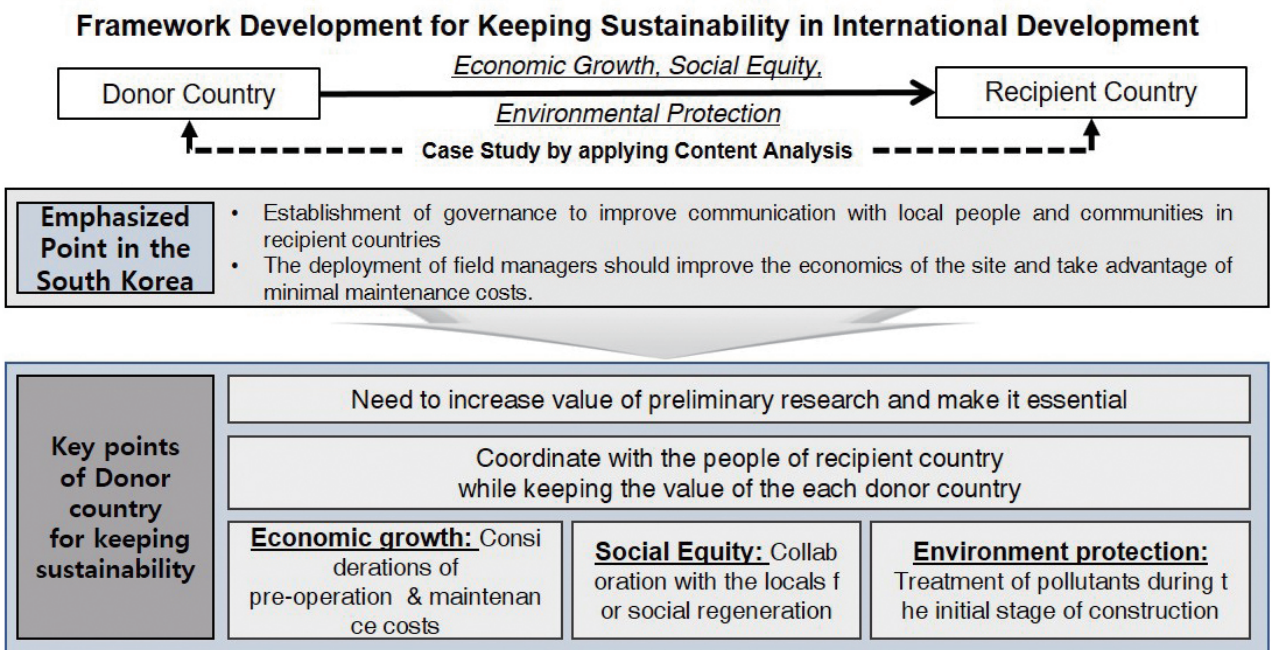 Framework Development for Keeping Sustainability in International Development
Economic Growth, Social Equity,
Donor Country
Recipient Country
Environmental Protection
Case Study by applying Content Analysis
Emphasized
Point in the
South Korea
• Establishment of governance to improve communication with local people and communities in
recipient countries
• The deployment of field managers should improve the economics of the site and take advantage of
minimal maintenance costs.
Key points
of Donor
country
for keeping
sustainability
Need to increase value of preliminary research and make it essential
Coordinate with the people of recipient country
while keeping the value of the each donor country
Economic growth: Consi
derations of
pre-operation & maintenan
ce costs
Social Equity: Collab
oration with the locals f
or social regeneration
Environment protection:
Treatment of pollutants during t
he initial stage of construction